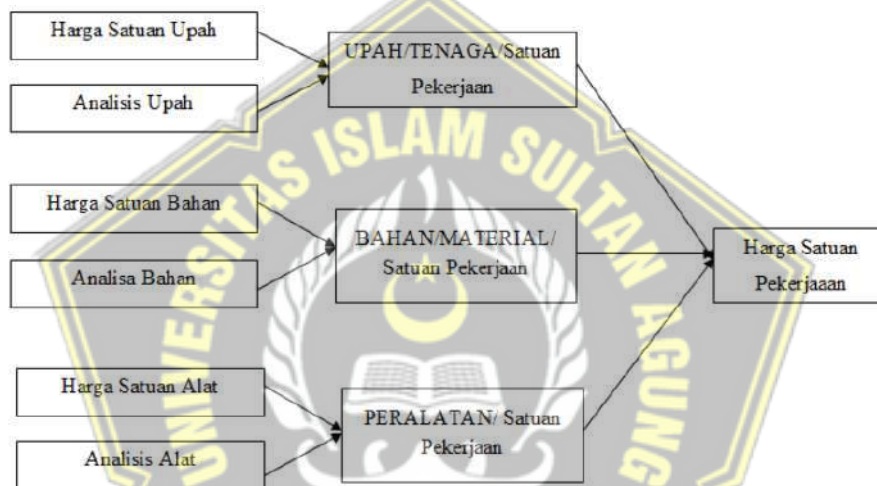 Harga Satuan Upah
Analisis Upah
UPAH/TENAGA/Satuan
Pekerjaan
Harga Satuan Bahan
Analisa Bahan
BAHAN/MATERIAL/
Satuan Pekerjaan
Harga Satuan Alat
Analisis Alat
PERALATAN/ Satuan
Pekerjaan
Harga Satuan
Pekerjaaan
UNIVERSITAS ISLAM SULTAN AGUNG